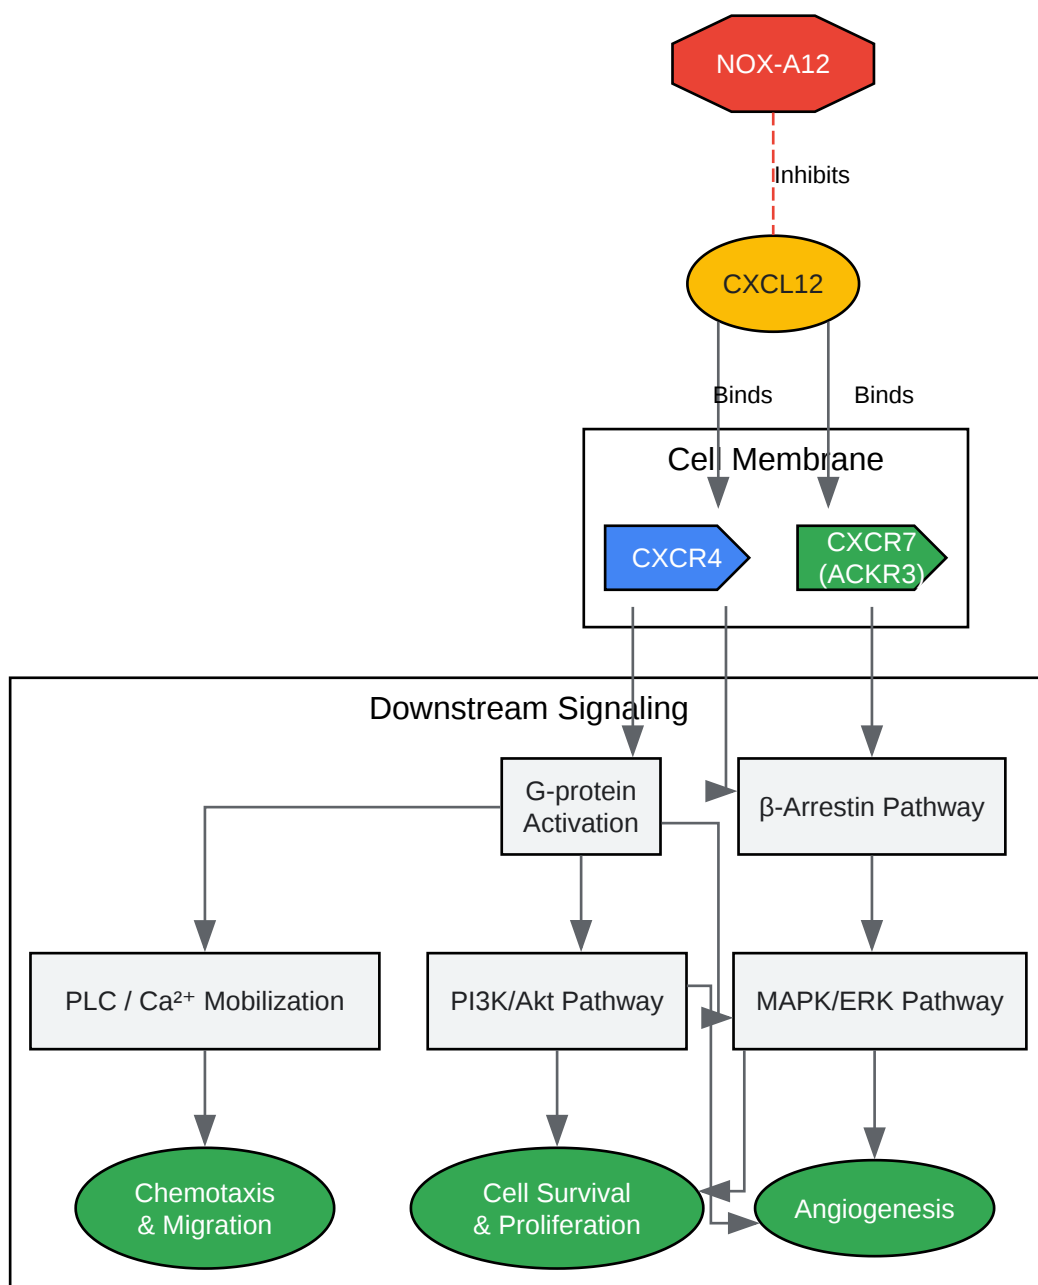 NOX-A12
Inhibits
CXCL12
Binds
Binds
Cell Membrane
CXCR4
CXCR7
(ACKR3)
Downstream Signaling
G-protein
Activation
β-Arrestin Pathway
PLC / Ca²⁺ Mobilization
PI3K/Akt Pathway
MAPK/ERK Pathway
Chemotaxis
& Migration
Cell Survival
& Proliferation
Angiogenesis